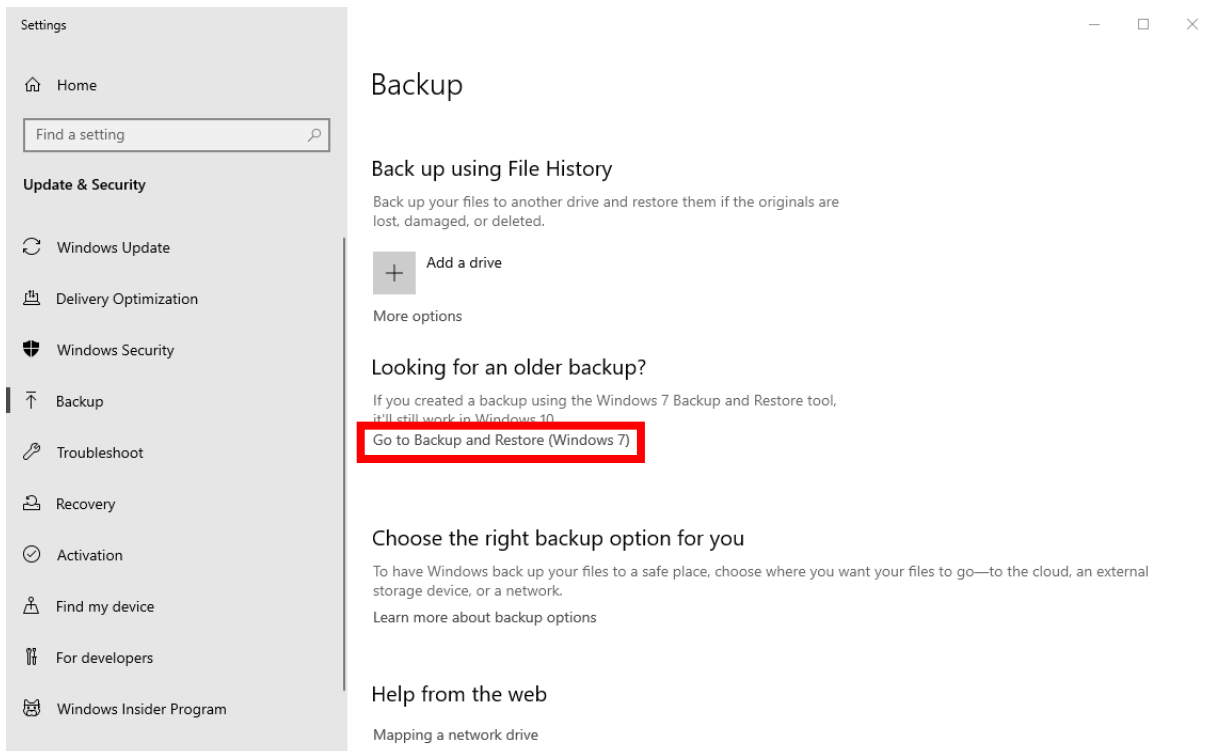 Settings
Home
Find a setting
Update & Security
Windows Update
Delivery Optimization
Windows Security
Backup
Troubleshoot
Recovery
Activation
Find my device
For developers
Windows Insider Program
Backup
Back up using File History
Back up your files to another drive and restore them if the originals are
lost, damaged, or deleted.
Add a drive
More options
Looking for an older backup?
If you created a backup using the Windows 7 Backup and Restore tool,
it'll still work in Windows 10.
Go to Backup and Restore (Windows 7)
Choose the right backup option for you
To have Windows back up your files to a safe place, choose where you want your files to go—to the cloud, an external
storage device, or a network.
Learn more about backup options
Help from the web
Mapping a network drive